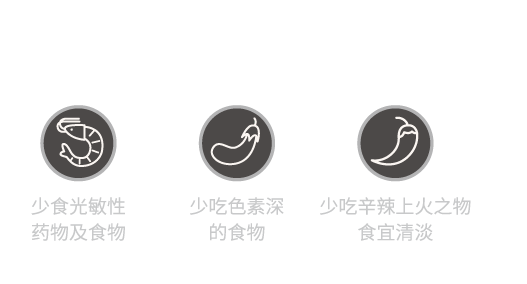 少食光敏性
药物及食物
少吃色素深
的食物
少吃辛辣上火之物
食宜清淡